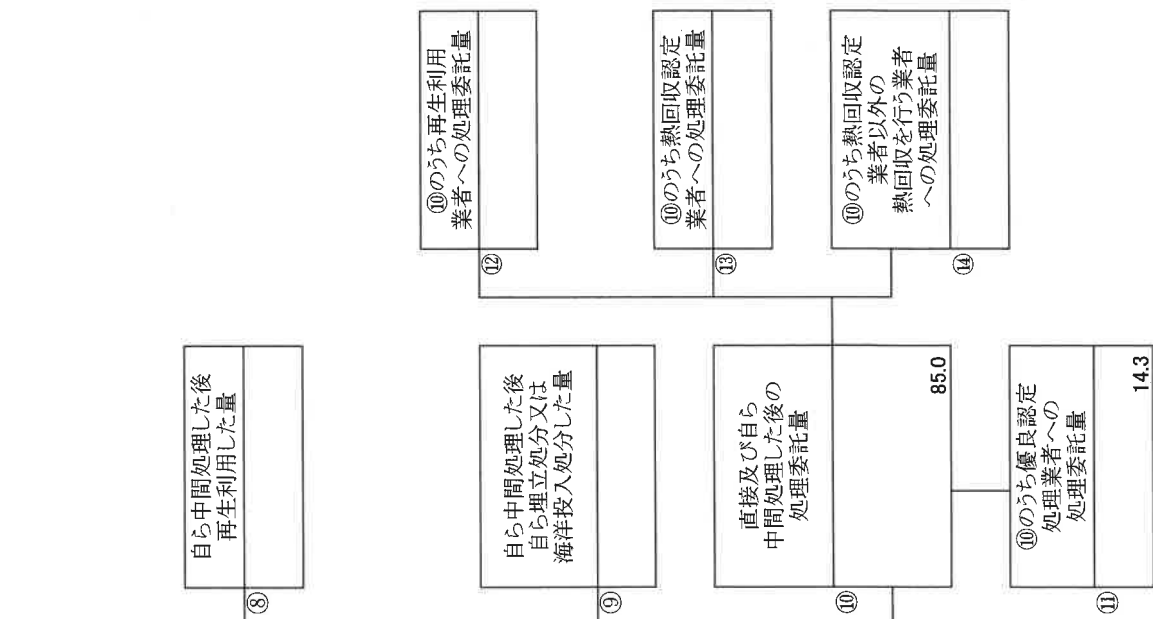 ⑧
自ら中間処理した後
再生利用した量
⑨
自ら中間処理した後
自ら埋立処分又は
海洋投入処分した量
⑩
直接及び自ら
中間処理した後の
処理委託量
85.0
⑪
⑩のうち優良認定
処理業者への
処理委託量
14.3
⑫
⑩のうち再生利用
業者への処理委託量
⑬
⑩のうち熱回収認定
業者への処理委託量
⑭
⑩のうち熱回収認定
業者以外の
熱回収を行う業者
への処理委託量